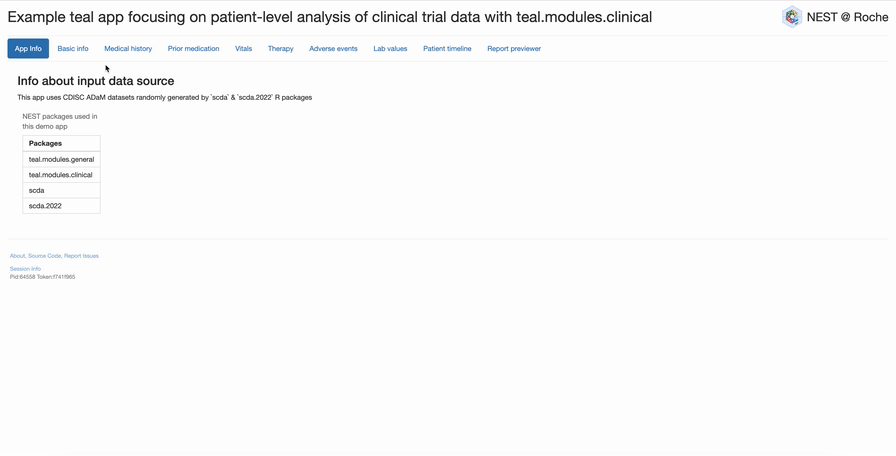 Example teal app focusing on patient-level analysis of clinical trial data with teal.modules.clinical
NEST @ Roche
App Info Basic info Medical history Prior medication Vitals Therapy Adverse events Lab values Patient timeline Report previewer
Info about input data source
This app uses CDISC ADaM datasets randomly generated by `scda` & `scda.2022` R packages
NEST packages used in
this demo app
Packages
teal.modules.general
teal.modules.clinical
scda
scda.2022
About, Source Code, Report Issues
Session Info
Pid:64558 Token:f741f965